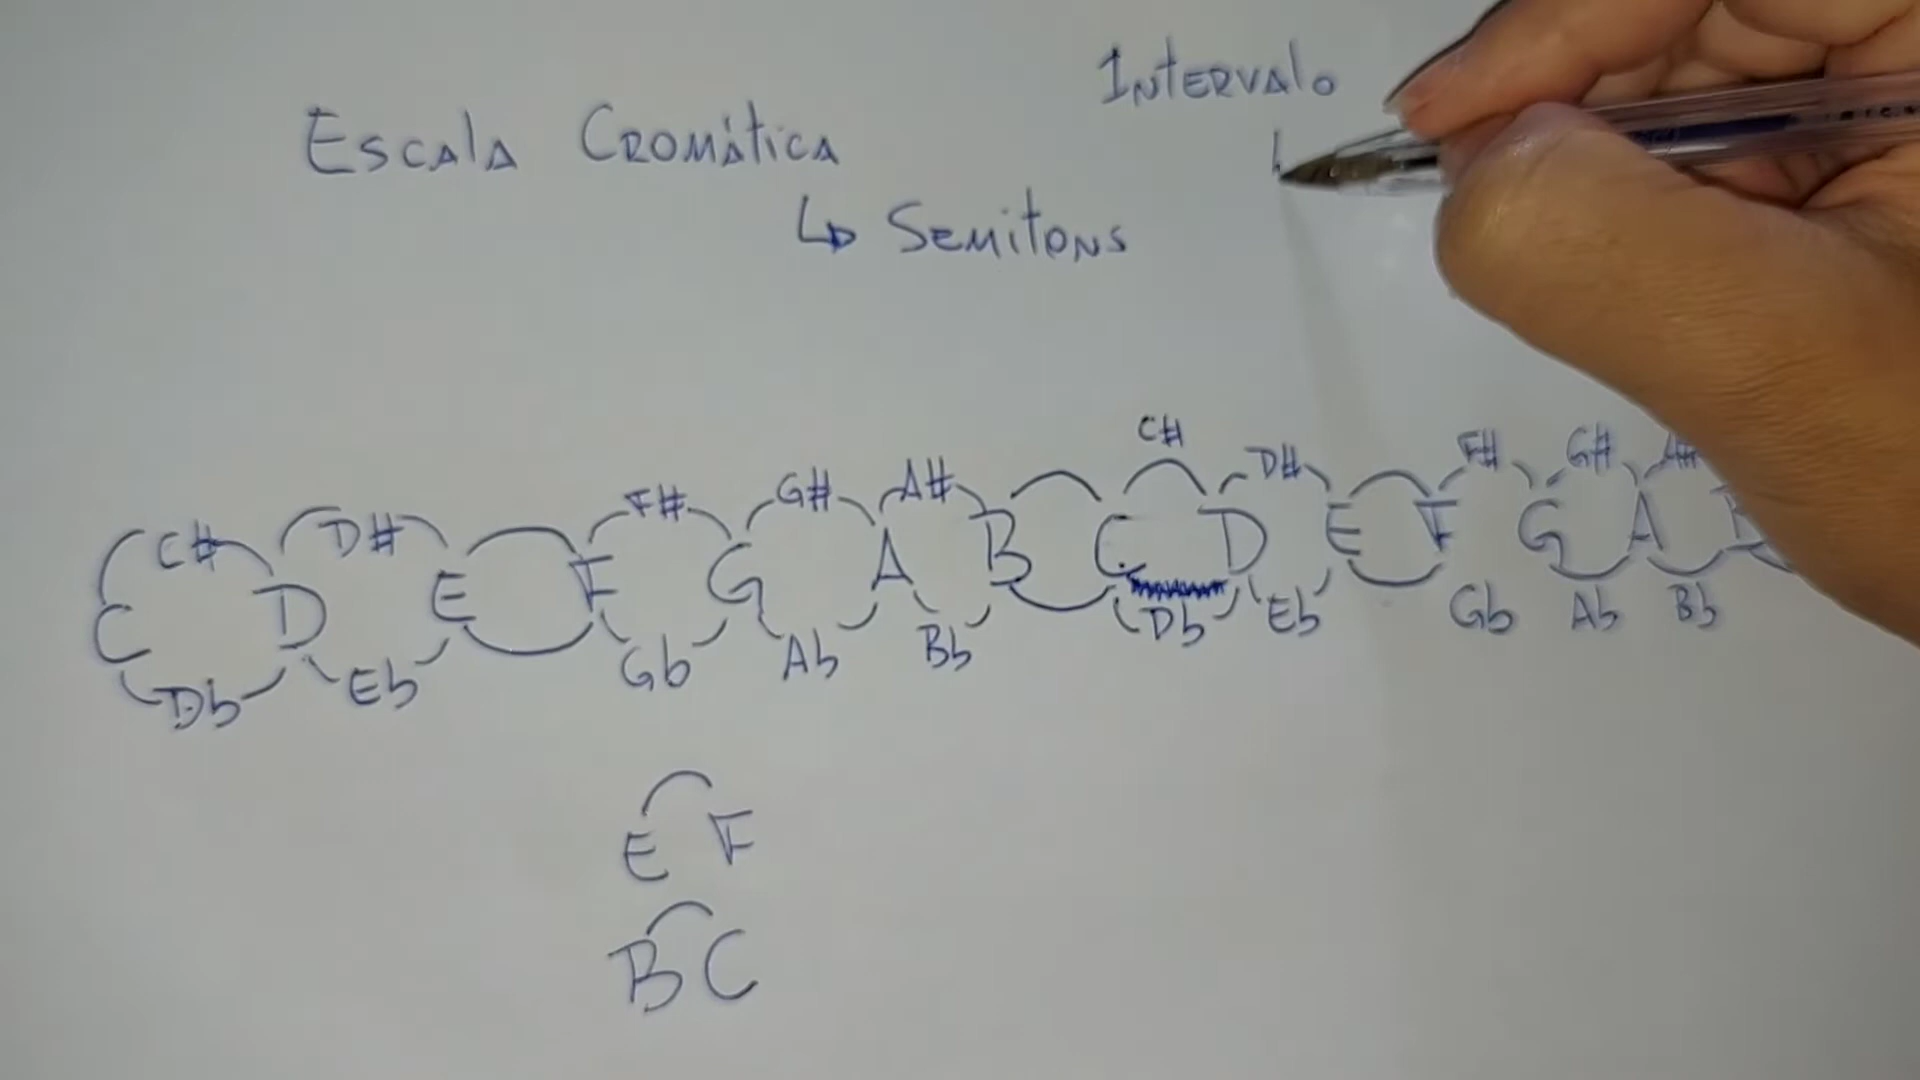 Intervalo
Escala Cromática
↳ Semitons
C# D# F# G# A# C# D# F# G# A#
C D E F G A B C D E F G A B
Db Eb Gb Ab Bb Db Eb Gb Ab Bb
E F
B C